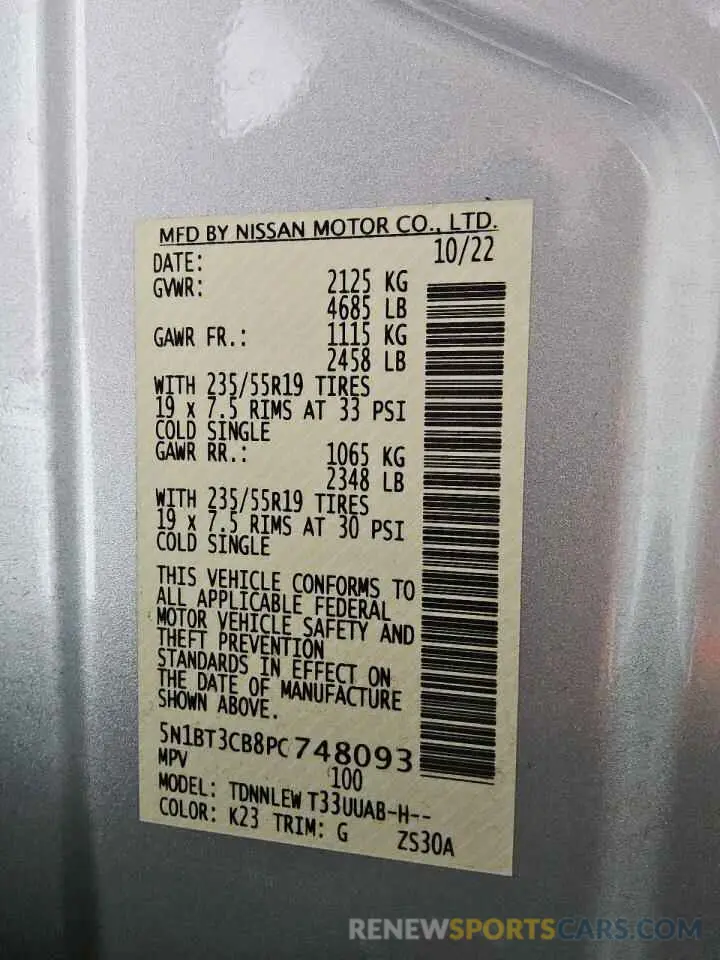 MFD BY NISSAN MOTOR CO., LTD.
DATE: 10/22
GVWR: 2125 KG
4685 LB
GAWR FR.: 1115 KG
2458 LB
WITH 235/55R19 TIRES
19 x 7.5 RIMS AT 33 PSI
COLD SINGLE
GAWR RR.: 1065 KG
2348 LB
WITH 235/55R19 TIRES
19 x 7.5 RIMS AT 30 PSI
COLD SINGLE
THIS VEHICLE CONFORMS TO
ALL APPLICABLE FEDERAL
MOTOR VEHICLE SAFETY AND
THEFT PREVENTION
STANDARDS IN EFFECT ON
THE DATE OF MANUFACTURE
SHOWN ABOVE.
5N1BT3CB8PC748093
MPV 100
MODEL: TDNNLEW T33UUAB-H--
COLOR: K23 TRIM: G ZS30A
RENEWSPORTSCARS.COM